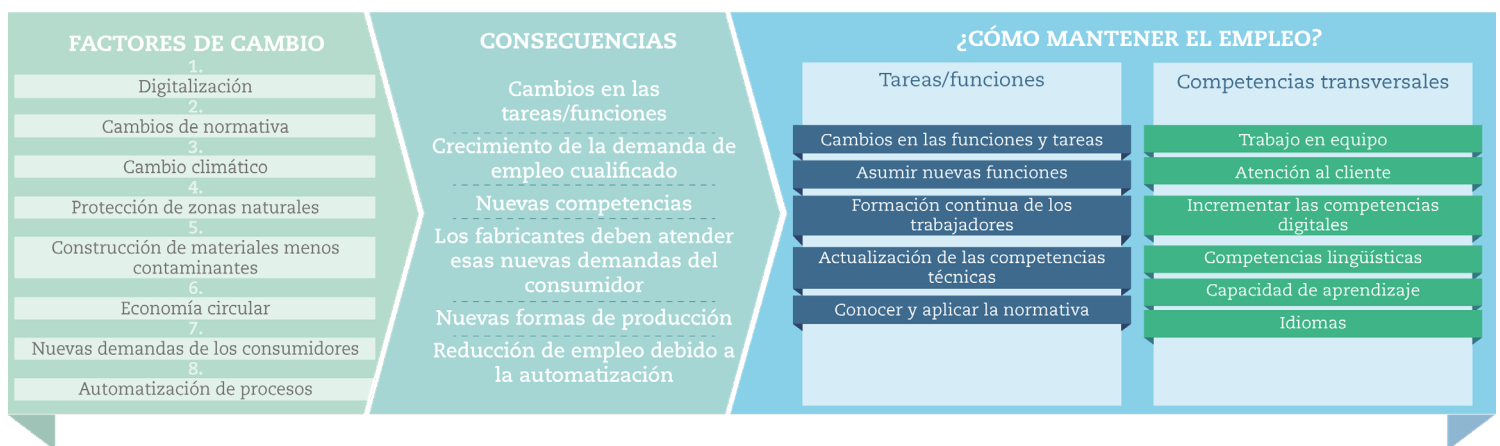 FACTORES DE CAMBIO
1.
Digitalización
2.
Cambios de normativa
3.
Cambio climático
4.
Protección de zonas naturales
5.
Construcción de materiales menos
contaminantes
6.
Economía circular
7.
Nuevas demandas de los consumidores
8.
Automatización de procesos
CONSECUENCIAS
Cambios en las
tareas/funciones
Crecimiento de la demanda de
empleo cualificado
Nuevas competencias
Los fabricantes deben atender
esas nuevas demandas del
consumidor
Nuevas formas de producción
Reducción de empleo debido a
la automatización
¿CÓMO MANTENER EL EMPLEO?
Tareas/funciones
Cambios en las funciones y tareas
Asumir nuevas funciones
Formación continua de los
trabajadores
Actualización de las competencias
técnicas
Conocer y aplicar la normativa
Competencias transversales
Trabajo en equipo
Atención al cliente
Incrementar las competencias
digitales
Competencias lingüísticas
Capacidad de aprendizaje
Idiomas